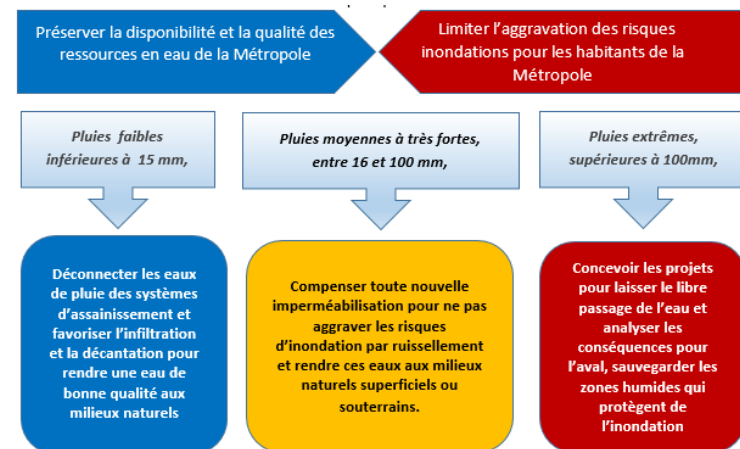 Préserver la disponibilité et la qualité des
ressources en eau de la Métropole
Limiter l'aggravation des risques
inondations pour les habitants de la
Métropole
Pluies faibles
inférieures à 15 mm,
Pluies moyennes à très fortes,
entre 16 et 100 mm,
Pluies extrêmes,
supérieures à 100mm,
Déconnecter les eaux
de pluie des systèmes
d'assainissement et
favoriser l'infiltration
et la décantation pour
rendre une eau de
bonne qualité aux
milieux naturels
Compenser toute nouvelle
imperméabilisation pour ne pas
aggraver les risques
d'inondation par ruissellement
et rendre ces eaux aux milieux
naturels superficiels ou
souterrains.
Concevoir les projets
pour laisser le libre
passage de l'eau et
analyser les
conséquences pour
l'aval, sauvegarder les
zones humides qui
protègent de
l'inondation